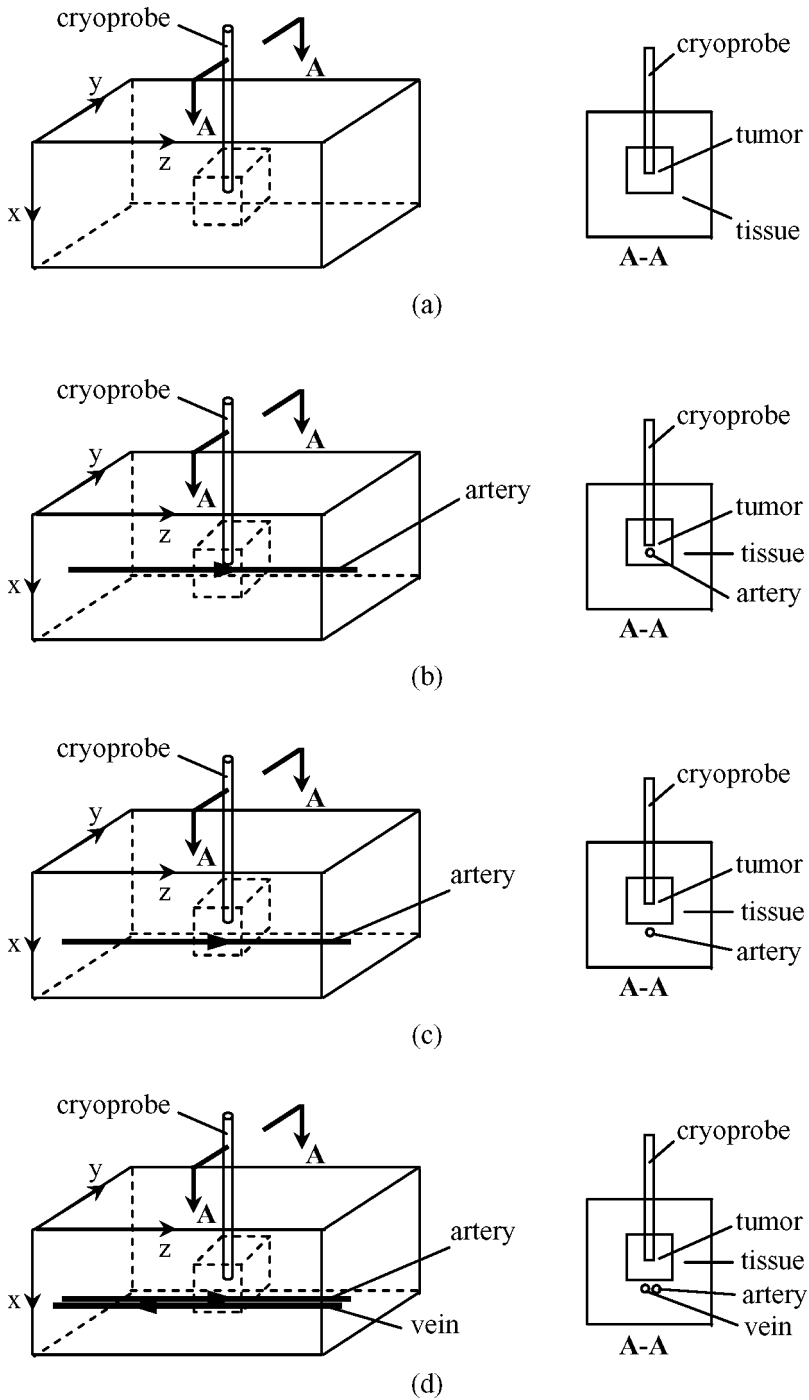 cryoprobe
A
y
A
z
x
cryoprobe
tumor
tissue
A-A
(a)
cryoprobe
A
y
A
artery
z
x
cryoprobe
tumor
tissue
artery
A-A
(b)
cryoprobe
A
y
A
artery
z
x
cryoprobe
tumor
tissue
artery
A-A
(c)
cryoprobe
A
y
A
artery
z
x
vein
cryoprobe
tumor
tissue
artery
vein
A-A
(d)